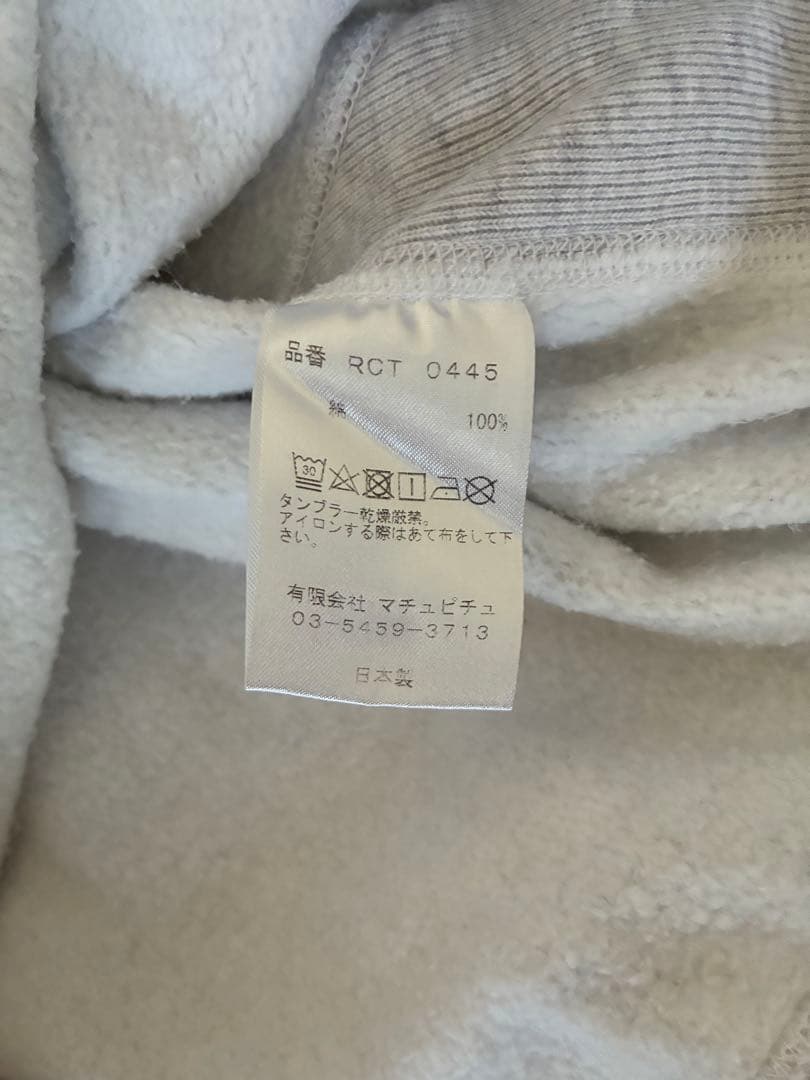 品番 RCT 0445
綿 100%
30
タンブラー乾燥厳禁。
アイロンする際はあて布をして下
さい。
有限会社 マチュピチュ
03-5459-3713
日本製